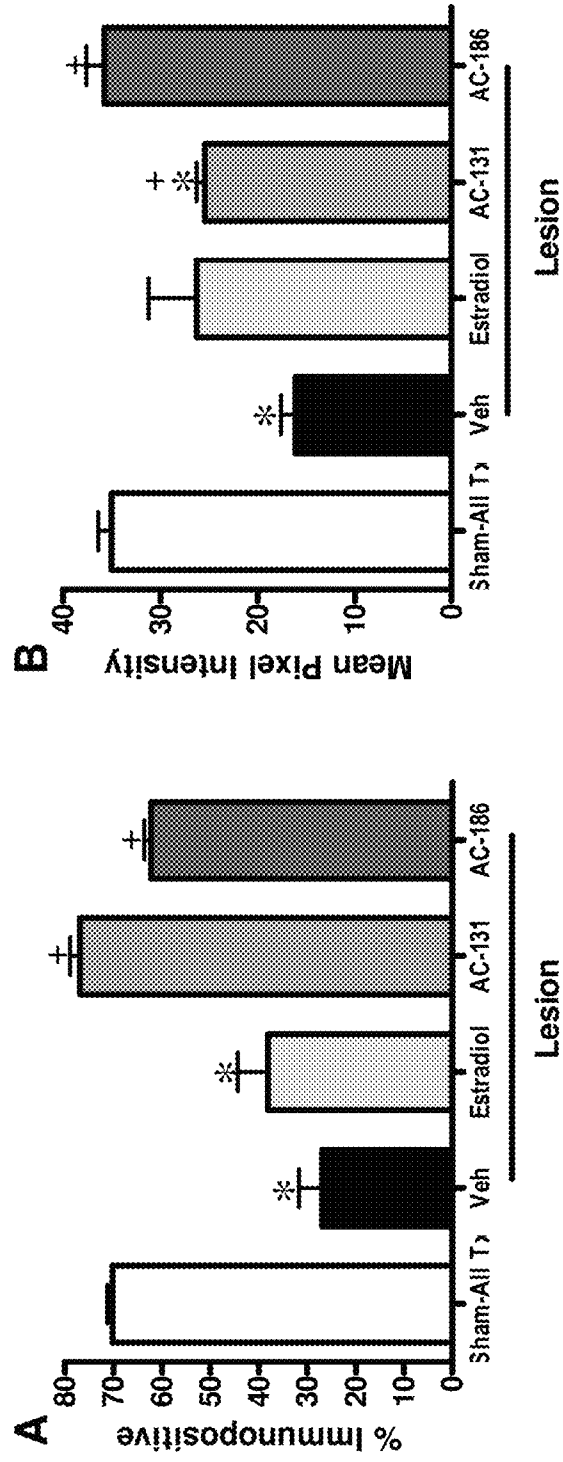 A
% Immunopositive
80
70
60
50
40
30
20
10
0
+
+
*
*
Sham-All Tx
Veh
Estradiol
AC-131
AC-186
Lesion
B
Mean Pixel Intensity
40
30
20
10
0
*
+
*
+
Sham-All Tx
Veh
Estradiol
AC-131
AC-186
Lesion